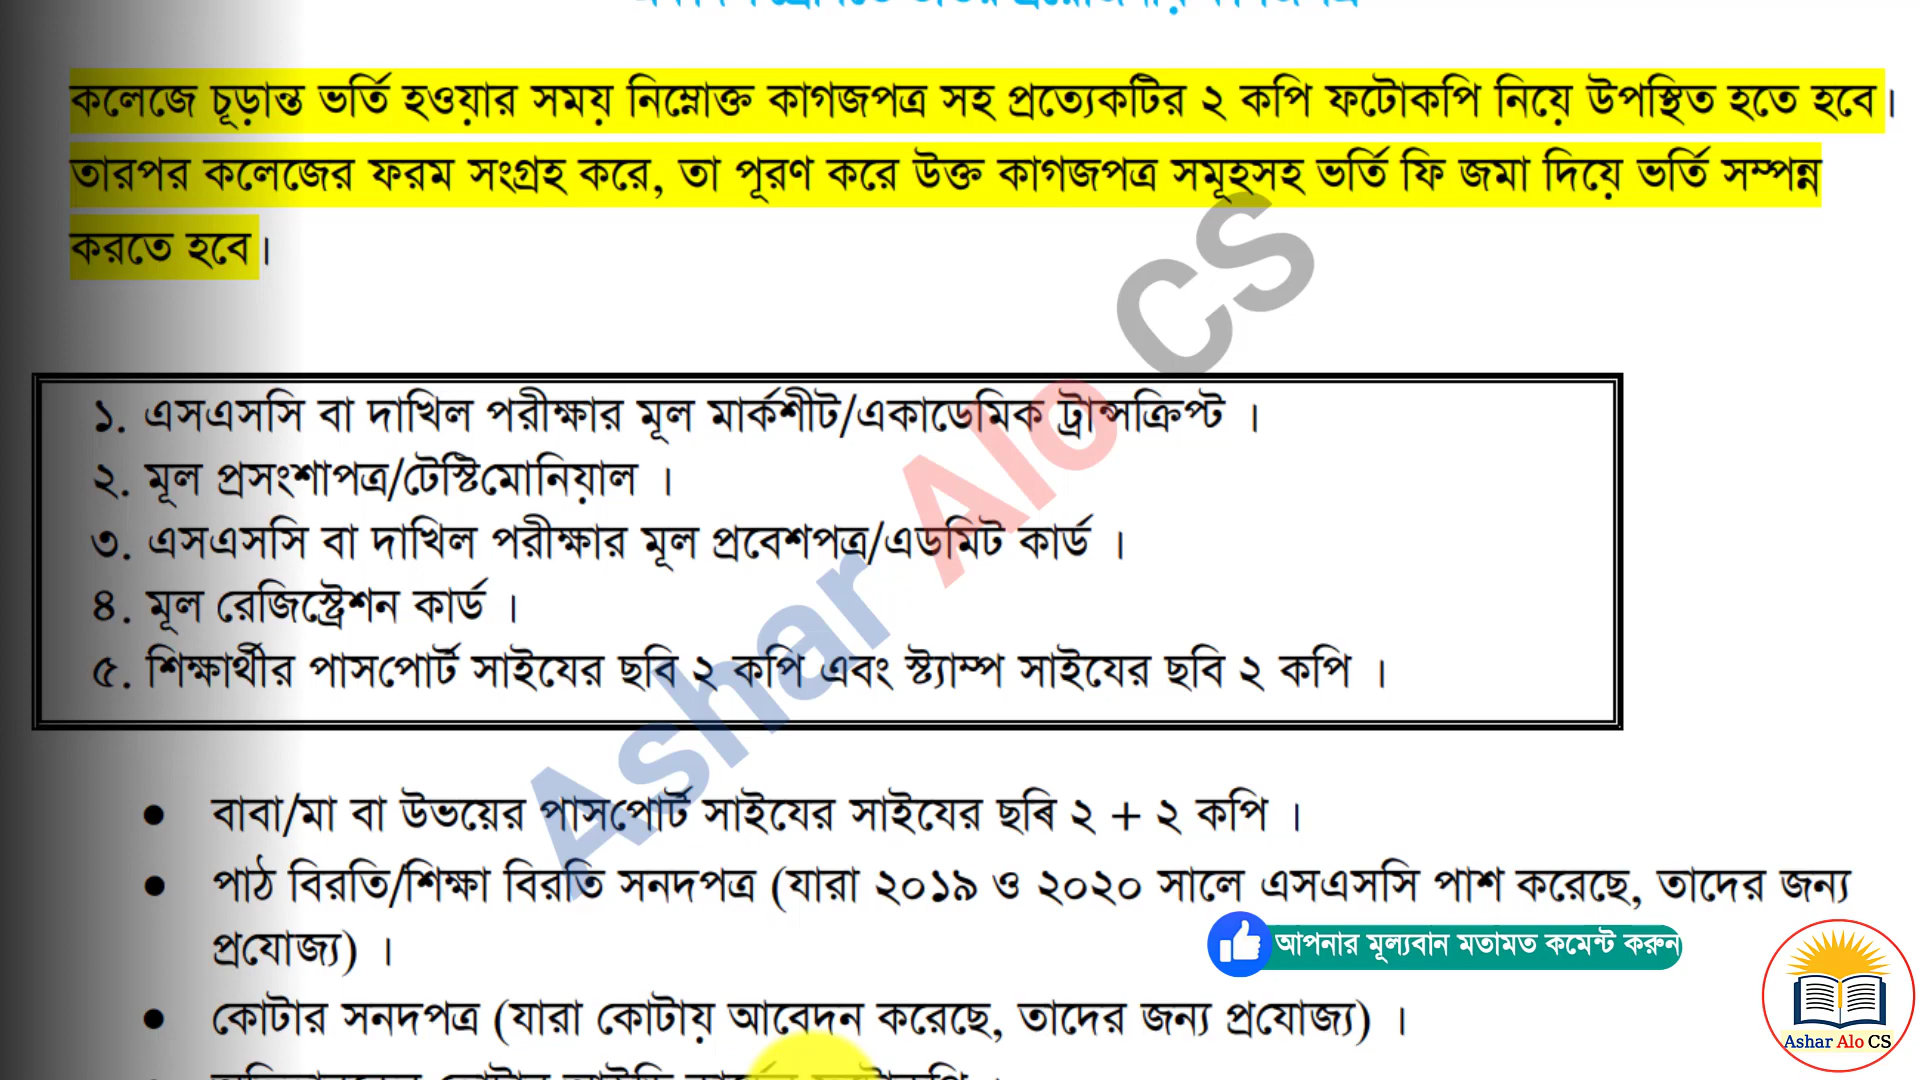 কলেজে চূড়ান্ত ভর্তি হওয়ার সময় নিম্নোক্ত কাগজপত্র সহ প্রত্যেকটির ২ কপি ফটোকপি নিয়ে উপস্থিত হতে হবে।
তারপর কলেজের ফরম সংগ্রহ করে, তা পূরণ করে উক্ত কাগজপত্র সমূহসহ ভর্তি ফি জমা দিয়ে ভর্তি সম্পন্ন
করতে হবে।
১. এসএসসি বা দাখিল পরীক্ষার মূল মার্কশীট/একাডেমিক ট্রান্সক্রিপ্ট ।
২. মূল প্রসংশাপত্র/টেস্টিমোনিয়াল ।
৩. এসএসসি বা দাখিল পরীক্ষার মূল প্রবেশপত্র/এডমিট কার্ড ।
৪. মূল রেজিস্ট্রেশন কার্ড ।
৫. শিক্ষার্থীর পাসপোর্ট সাইযের ছবি ২ কপি এবং স্ট্যাম্প সাইযের ছবি ২ কপি ।
Ashar Alo CS
● বাবা/মা বা উভয়ের পাসপোর্ট সাইযের সাইযের ছৰি ২ + ২ কপি ।
● পাঠ বিরতি/শিক্ষা বিরতি সনদপত্র (যারা ২০১৯ ও ২০২০ সালে এসএসসি পাশ করেছে, তাদের জন্য
প্রযোজ্য) ।
আপনার মূল্যবান মতামত কমেন্ট করুন
● কোটার সনদপত্র (যারা কোটায় আবেদন করেছে, তাদের জন্য প্রযোজ্য) ।
Ashar Alo CS